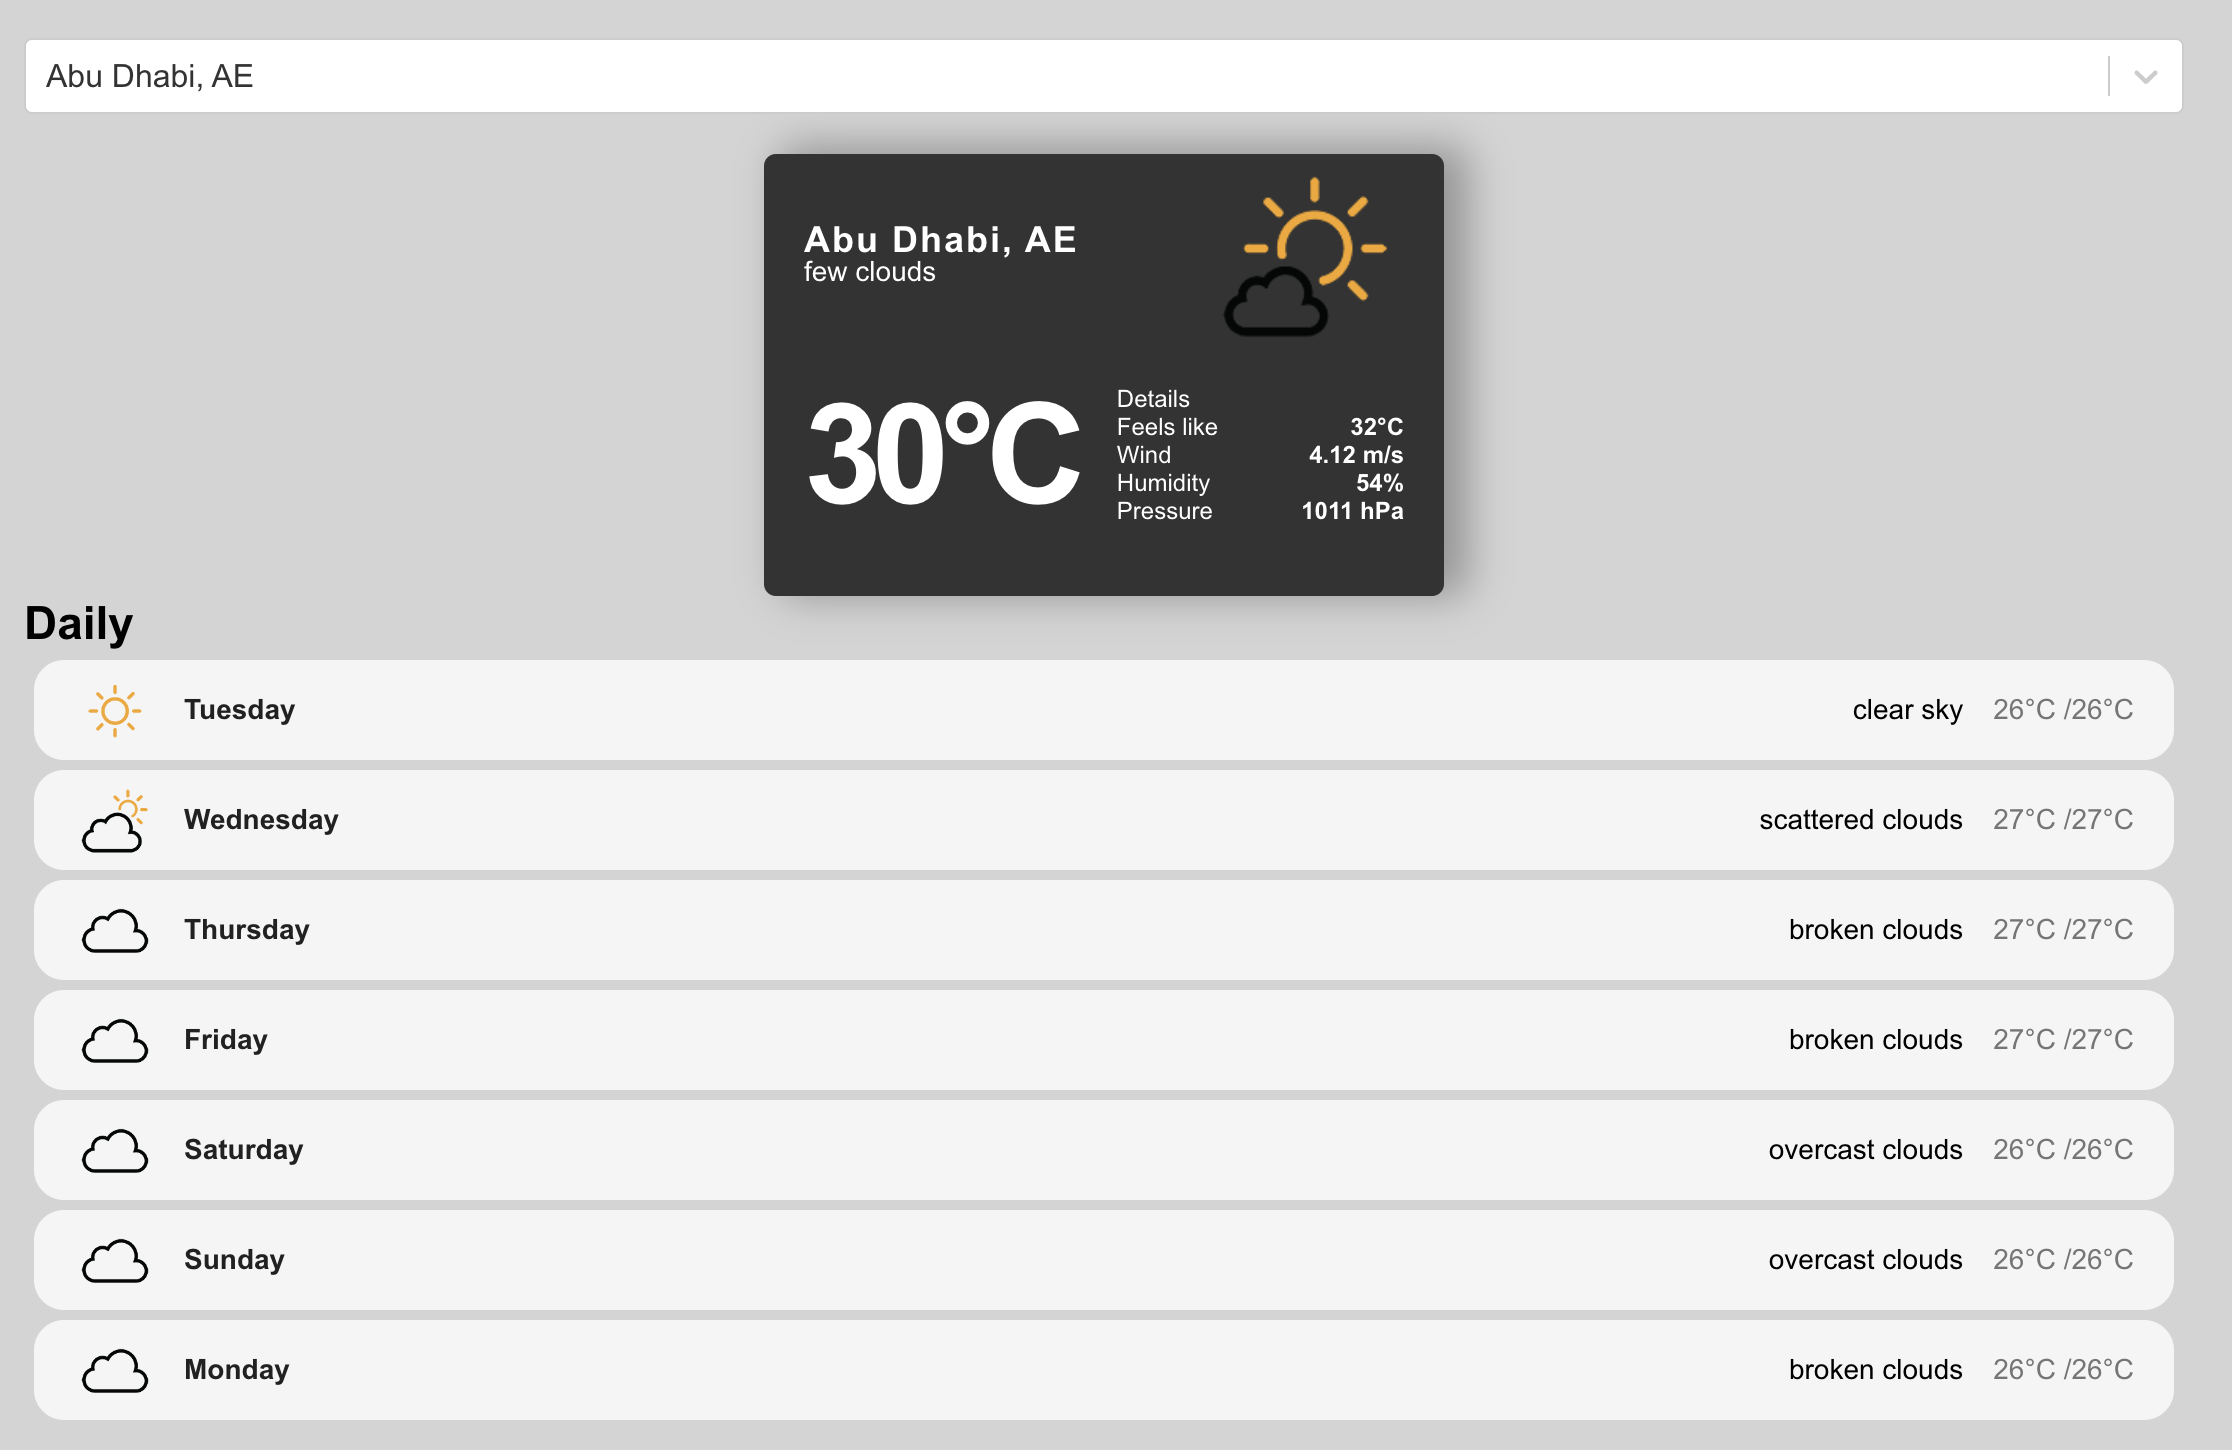 Abu Dhabi, AE
Abu Dhabi, AE
few clouds
30°C
Details
Feels like 32°C
Wind 4.12 m/s
Humidity 54%
Pressure 1011 hPa
Daily
Tuesday clear sky 26°C /26°C
Wednesday scattered clouds 27°C /27°C
Thursday broken clouds 27°C /27°C
Friday broken clouds 27°C /27°C
Saturday overcast clouds 26°C /26°C
Sunday overcast clouds 26°C /26°C
Monday broken clouds 26°C /26°C